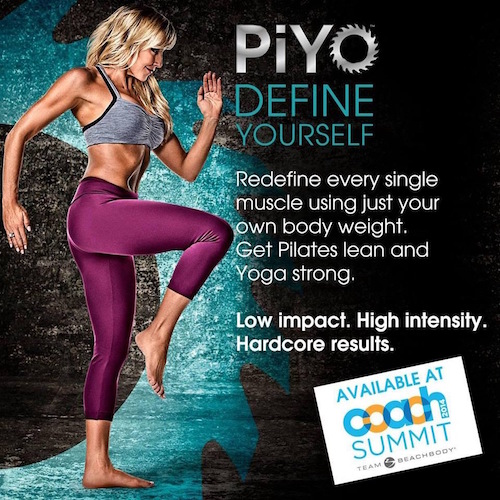 PiYO™
DEFINE
YOURSELF
Redefine every single
muscle using just your
own body weight.
Get Pilates lean and
Yoga strong.
Low impact. High intensity.
Hardcore results.
AVAILABLE AT
coach 2014
SUMMIT
TEAM BEACHBODY